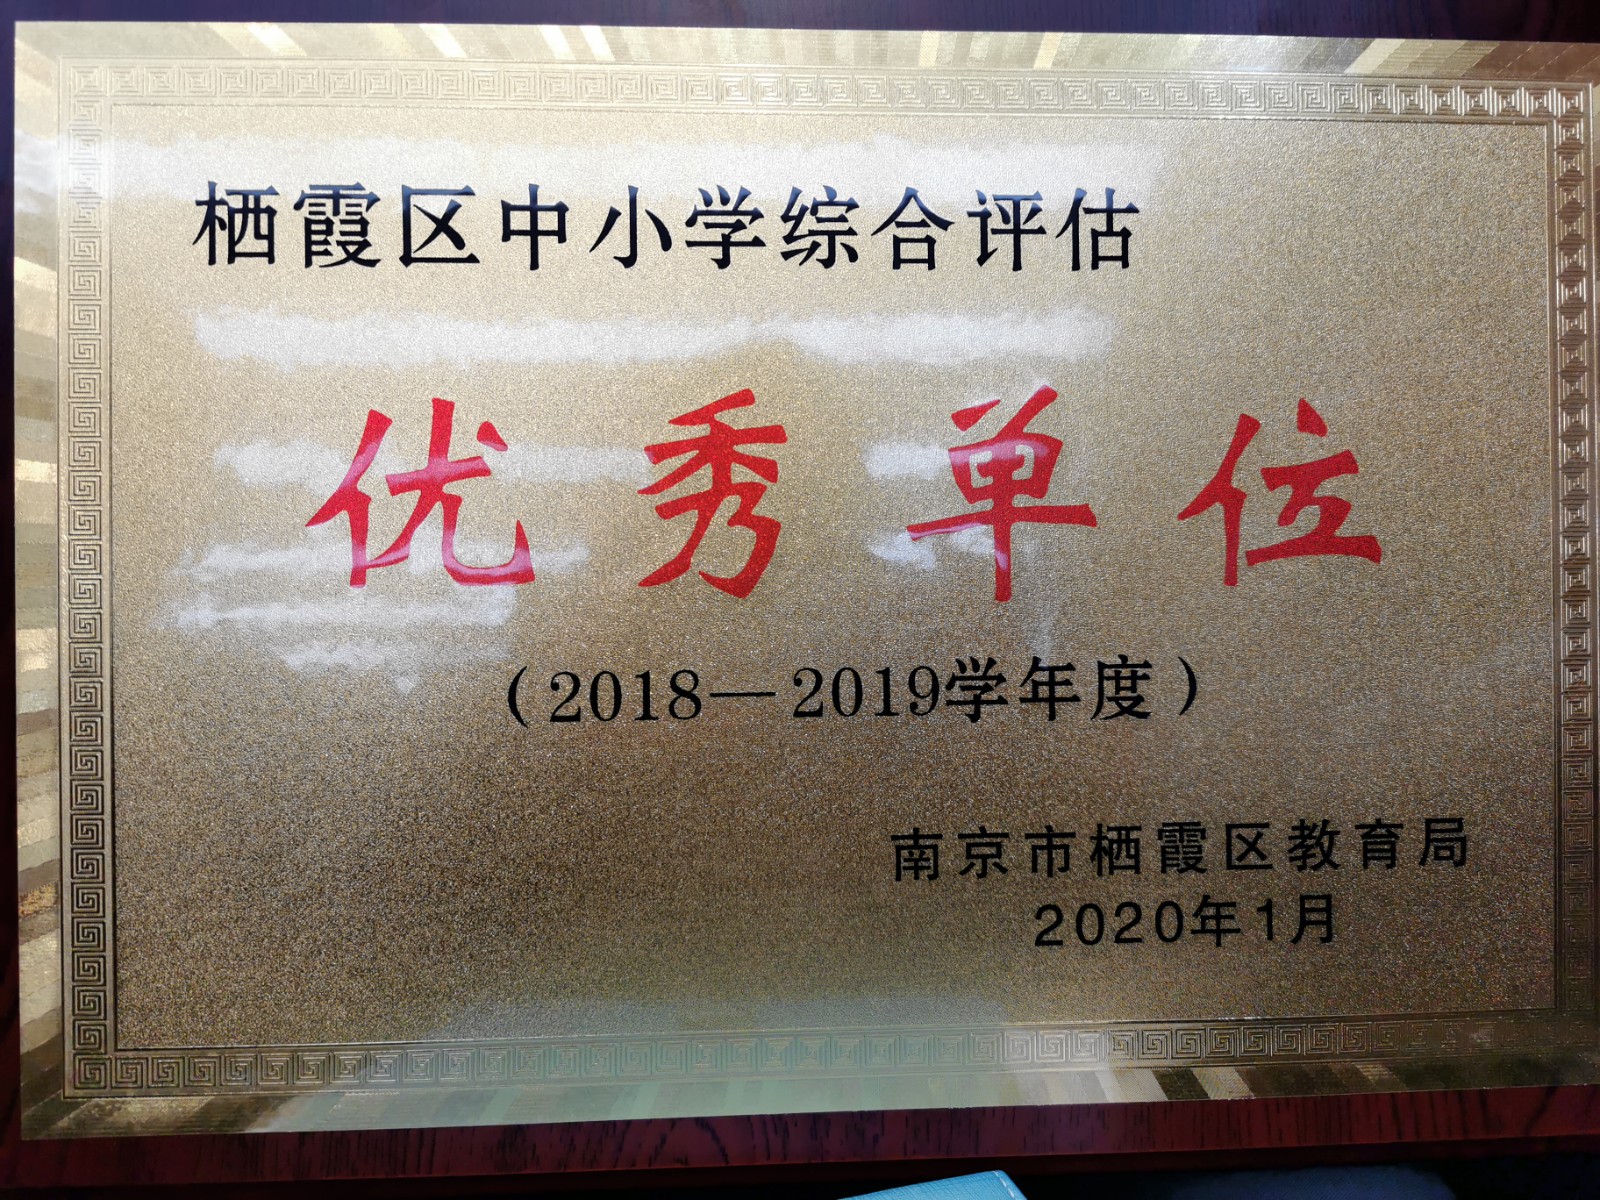 栖霞区中小学综合评估
优秀单位
（2018—2019学年度）
南京市栖霞区教育局
2020年1月